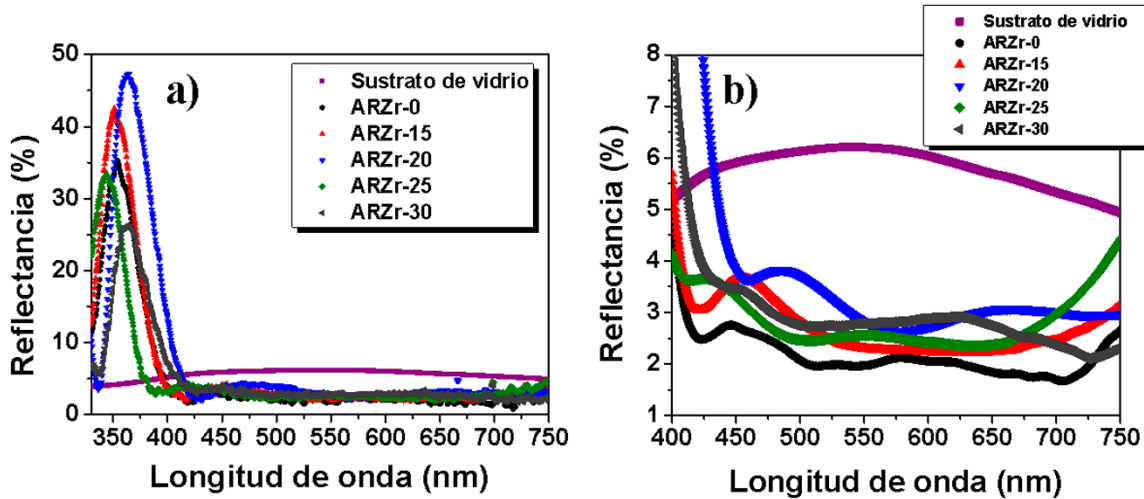 a)
Reflectancia (%)
50
40
30
20
10
0
Sustrato de vidrio
ARZr-0
ARZr-15
ARZr-20
ARZr-25
ARZr-30
350 400 450 500 550 600 650 700 750
Longitud de onda (nm)
b)
Reflectancia (%)
8
7
6
5
4
3
2
1
Sustrato de vidrio
ARZr-0
ARZr-15
ARZr-20
ARZr-25
ARZr-30
400 450 500 550 600 650 700 750
Longitud de onda (nm)